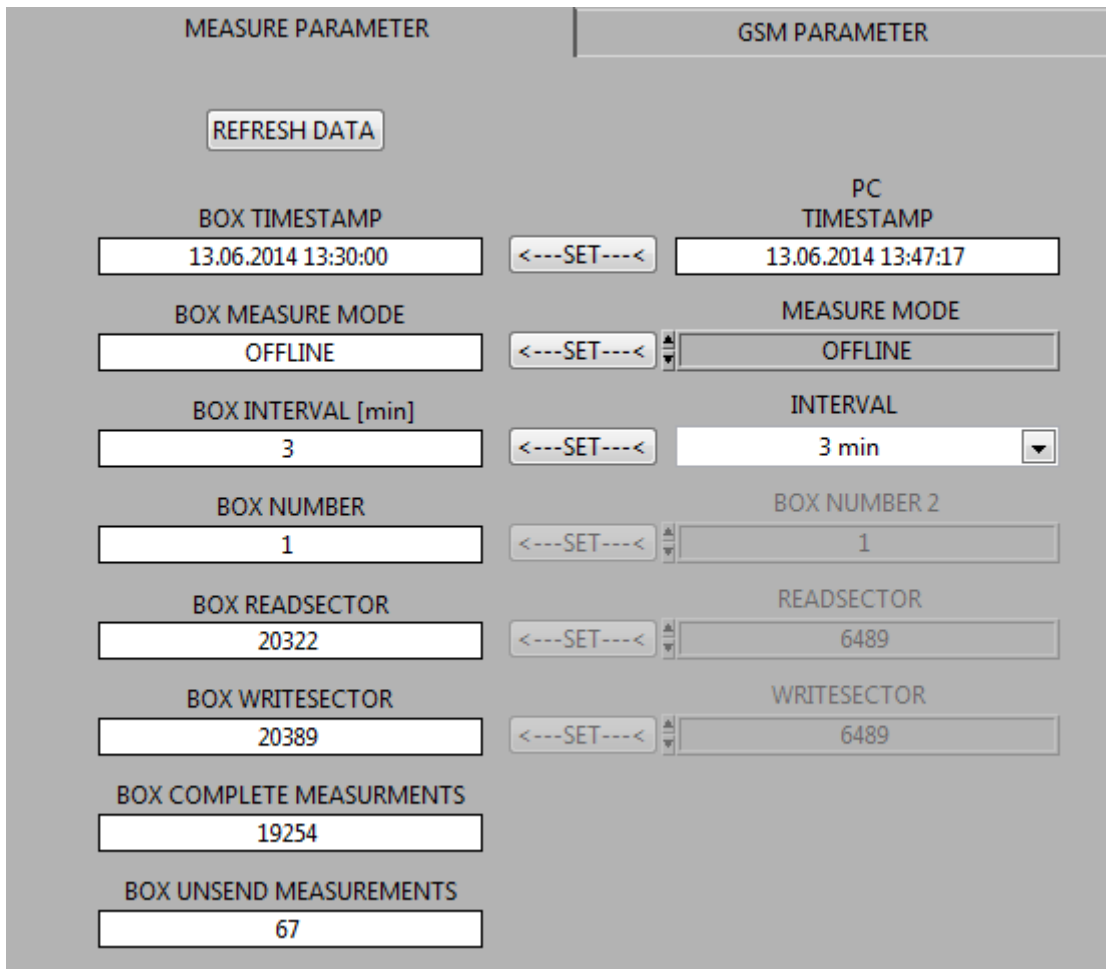 MEASURE PARAMETER
GSM PARAMETER
REFRESH DATA
PC
BOX TIMESTAMP
TIMESTAMP
13.06.2014 13:30:00
<---SET---<
13.06.2014 13:47:17
BOX MEASURE MODE
MEASURE MODE
OFFLINE
<---SET---<
OFFLINE
BOX INTERVAL [min]
INTERVAL
3
<---SET---<
3 min
BOX NUMBER
BOX NUMBER 2
1
<---SET---<
1
BOX READSECTOR
READSECTOR
20322
<---SET---<
6489
BOX WRITESECTOR
WRITESECTOR
20389
<---SET---<
6489
BOX COMPLETE MEASURMENTS
19254
BOX UNSEND MEASUREMENTS
67